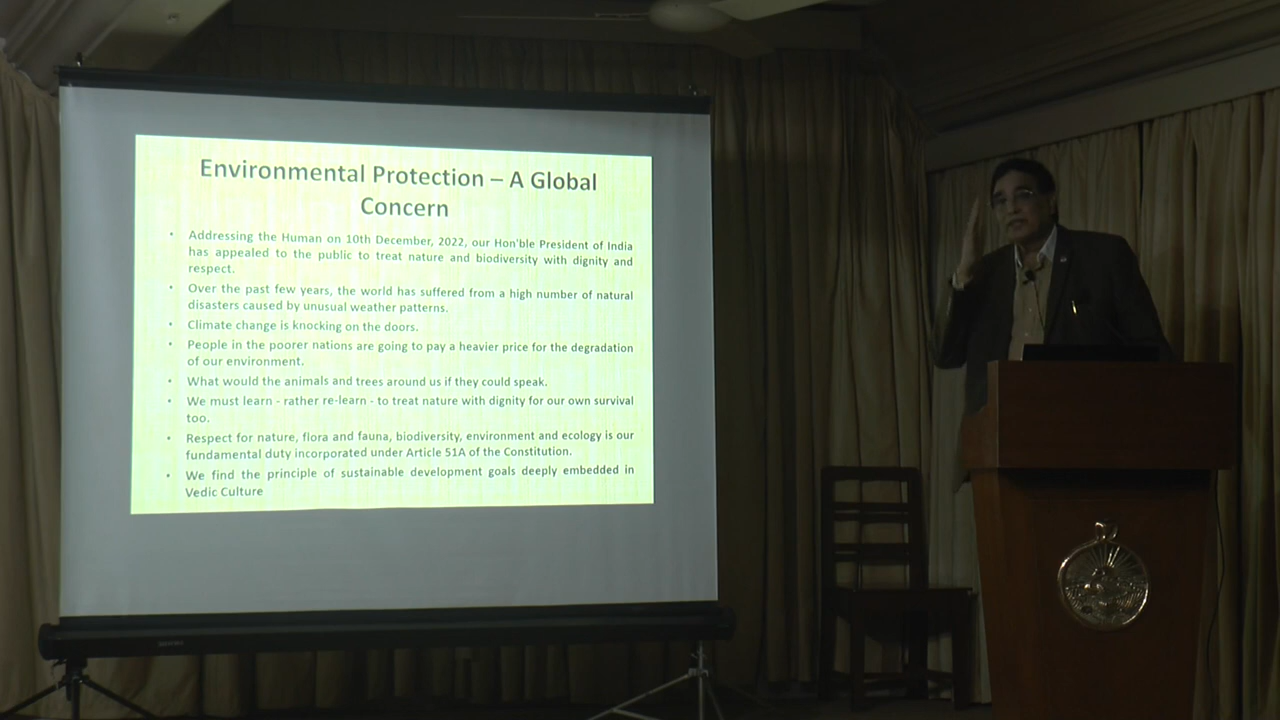 Environmental Protection – A Global
Concern
• Addressing the Human on 10th December, 2022, our Hon'ble President of India
has appealed to the public to treat nature and biodiversity with dignity and
respect.
• Over the past few years, the world has suffered from a high number of natural
disasters caused by unusual weather patterns.
• Climate change is knocking on the doors.
• People in the poorer nations are going to pay a heavier price for the degradation
of our environment.
• What would the animals and trees around us if they could speak.
• We must learn - rather re-learn - to treat nature with dignity for our own survival
too.
• Respect for nature, flora and fauna, biodiversity, environment and ecology is our
fundamental duty incorporated under Article 51A of the Constitution.
• We find the principle of sustainable development goals deeply embedded in
Vedic Culture